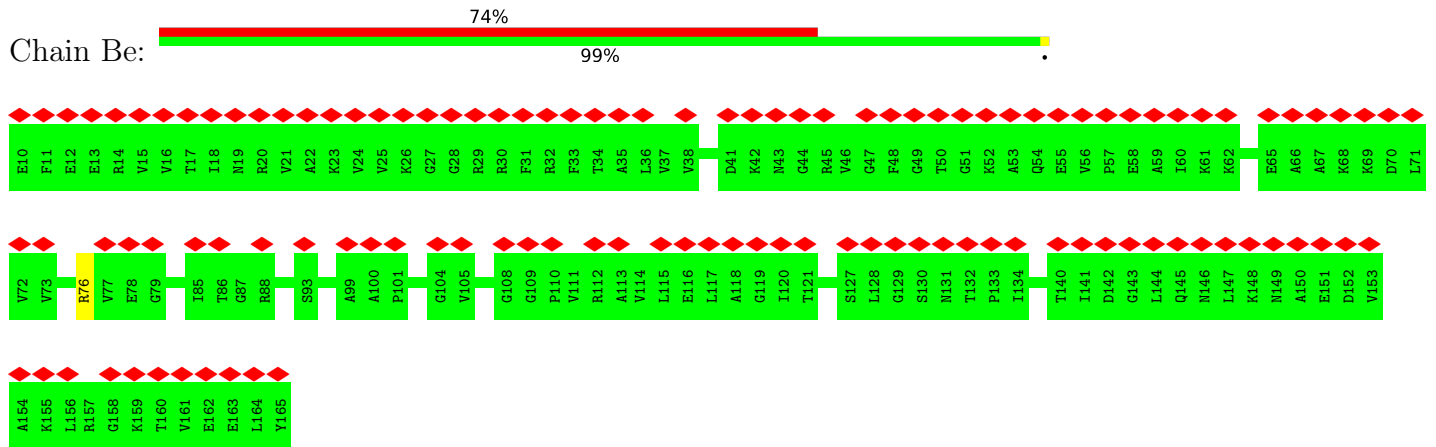 74%
Chain Be:
99% •
E10 F11 E12 E13 R14 V15 V16 T17 I18 N19 R20 V21 A22 K23 V24 V25 K26 G27 G28 R29 R30 F31 R32 F33 T34 A35 L36 V37 V38 D41 K42 N43 G44 R45 V46 G47 F48 G49 T50 G51 K52 A53 Q54 E55 V56 P57 E58 A59 I60 K61 K62 E65 A66 A67 K68 K69 D70 L71
V72 V73 R76 V77 E78 G79 I85 T86 G87 R88 S93 A99 A100 P101 G104 V105 G108 G109 P110 V111 R112 A113 V114 L115 E116 L117 A118 G119 I120 T121 S127 L128 G129 S130 N131 T132 P133 I134 T140 I141 D142 G143 L144 Q145 N146 L147 K148 N149 A150 E151 D152 V153
A154 K155 L156 R157 G158 K159 T160 V161 E162 E163 L164 Y165